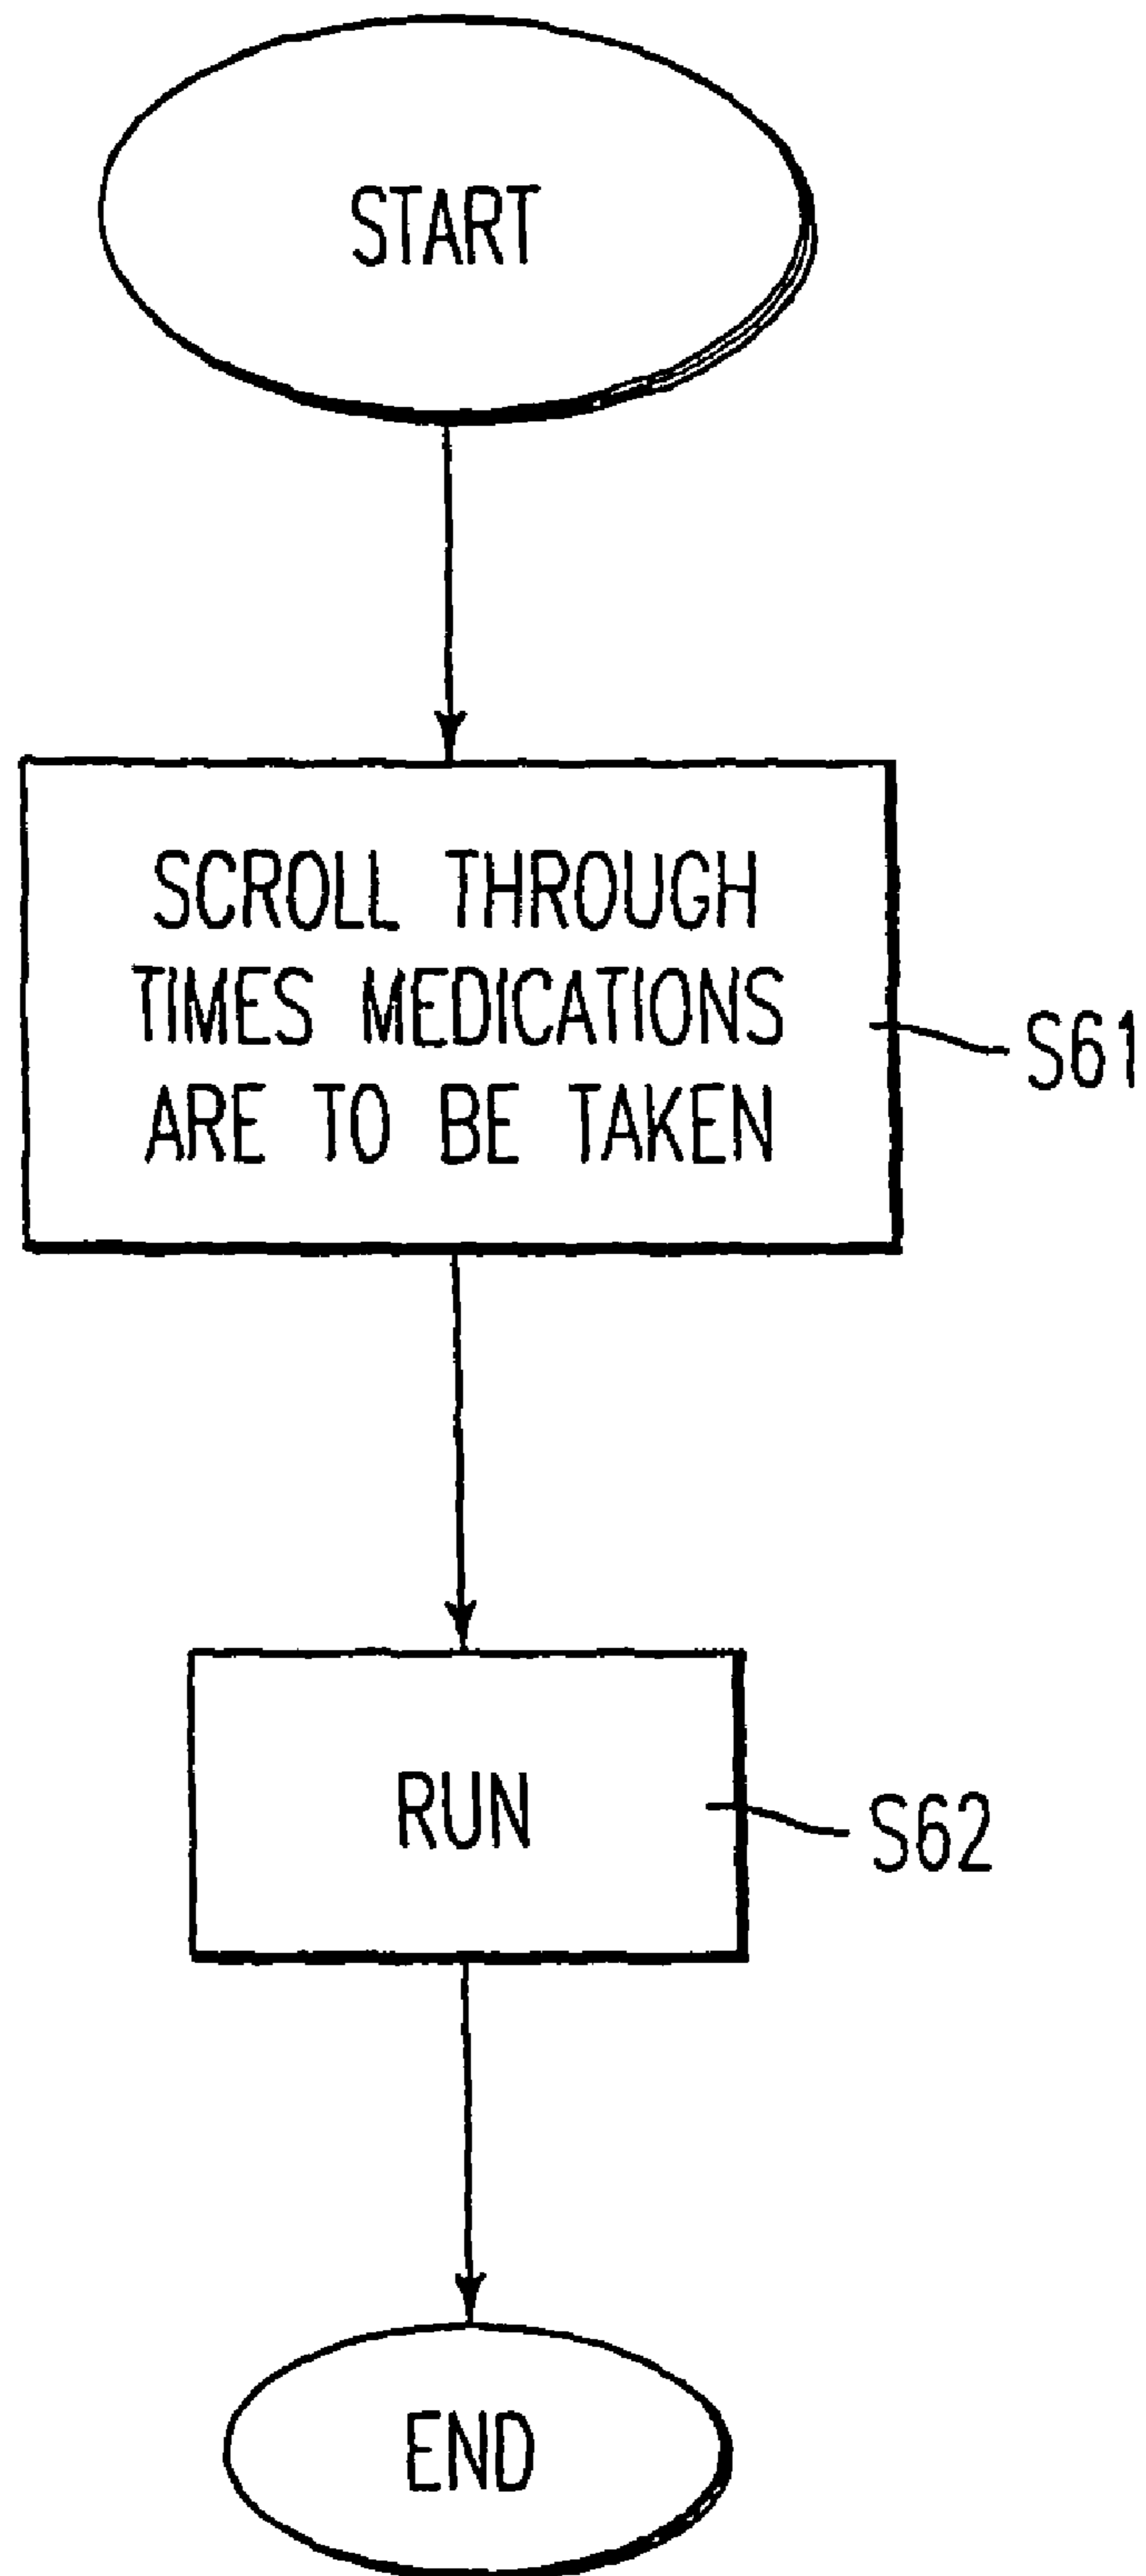 START
SCROLL THROUGH
TIMES MEDICATIONS
ARE TO BE TAKEN
S61
RUN
S62
END